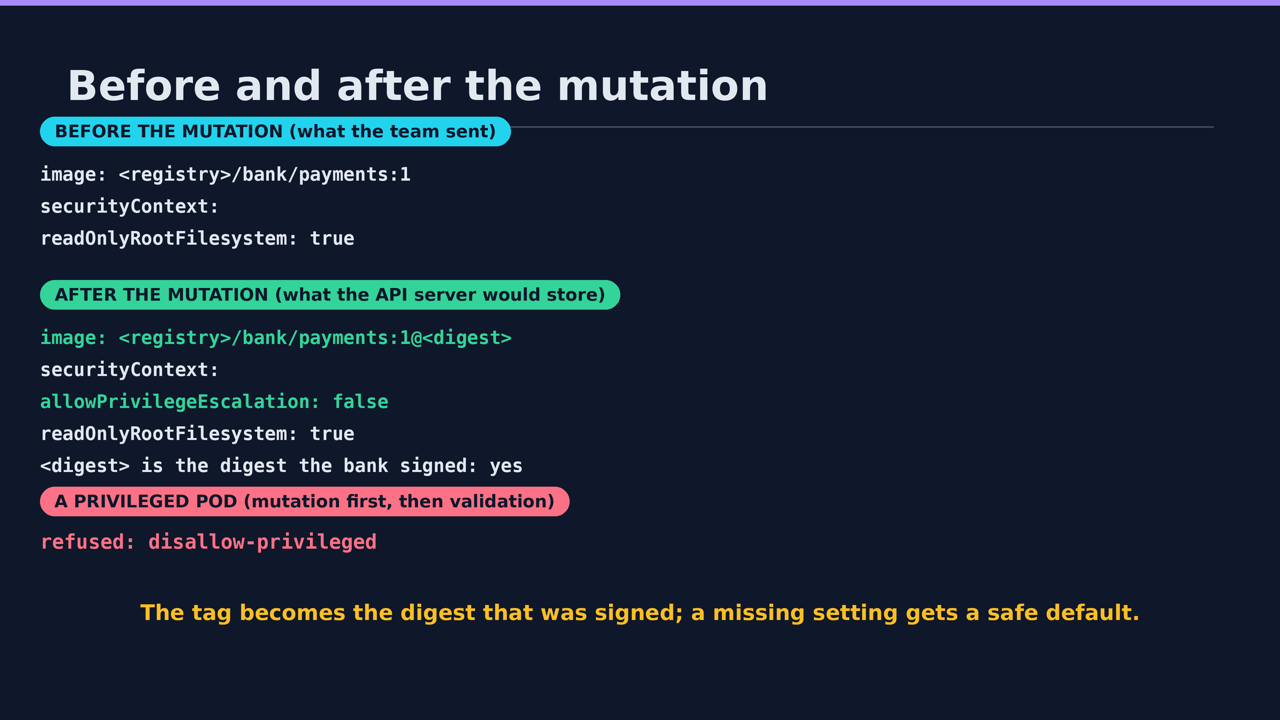 Before and after the mutation
BEFORE THE MUTATION (what the team sent)
image: <registry>/bank/payments:1
securityContext:
readOnlyRootFilesystem: true
AFTER THE MUTATION (what the API server would store)
image: <registry>/bank/payments:1@<digest>
securityContext:
allowPrivilegeEscalation: false
readOnlyRootFilesystem: true
<digest> is the digest the bank signed: yes
A PRIVILEGED POD (mutation first, then validation)
refused: disallow-privileged
The tag becomes the digest that was signed; a missing setting gets a safe default.